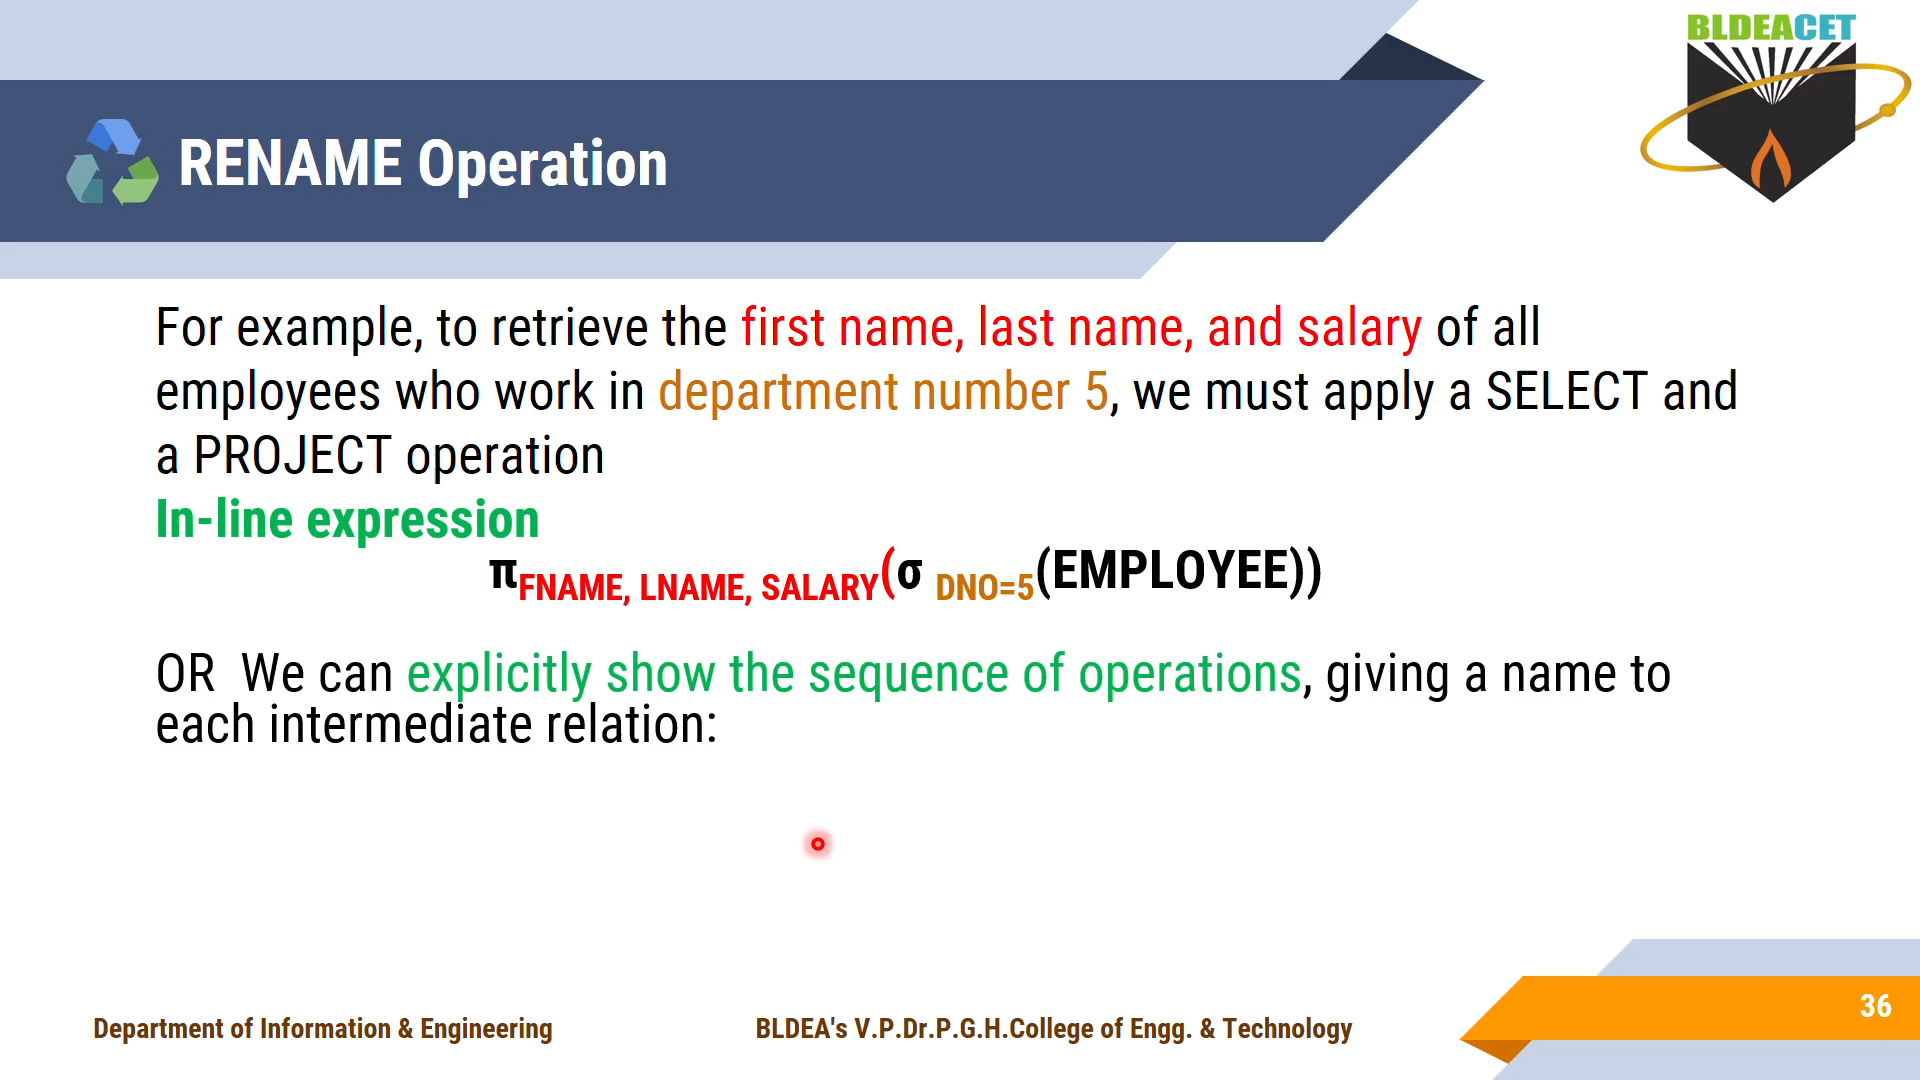 BLDEACET
RENAME Operation
For example, to retrieve the first name, last name, and salary of all
employees who work in department number 5, we must apply a SELECT and
a PROJECT operation
In-line expression
πFNAME, LNAME, SALARY(σ DNO=5(EMPLOYEE))
OR We can explicitly show the sequence of operations, giving a name to
each intermediate relation:
36
Department of Information & Engineering
BLDEA's V.P.Dr.P.G.H.College of Engg. & Technology